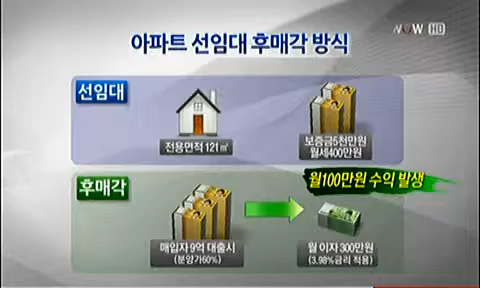 아파트 선임대 후매각 방식
NOW HD
선임대
전용면적 121㎡
보증금5천만원
월세400만원
후매각
월100만원 수익 발생
매입자 9억 대출시
(분양가60%)
월 이자 300만원
(3.98%금리 적용)